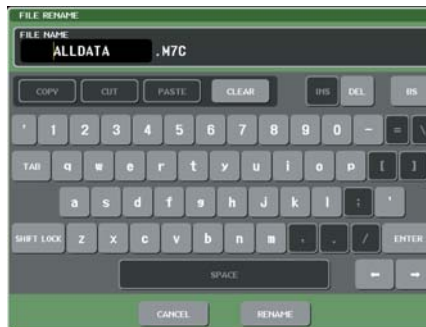 FILE RENAME
FILE NAME
ALLDATA .M7C
COPY CUT PASTE CLEAR INS DEL BS
' 1 2 3 4 5 6 7 8 9 0 - = \
TAB q w e r t y u i o p [ ]
a s d f g h j k l ; '
SHIFT LOCK z x c v b n m , . / ENTER
SPACE ← →
CANCEL RENAME